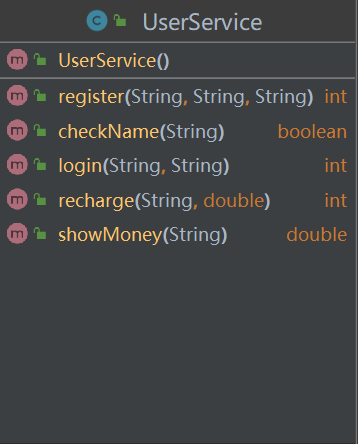 UserService
UserService()
register(String, String, String) int
checkName(String) boolean
login(String, String) int
recharge(String, double) int
showMoney(String) double